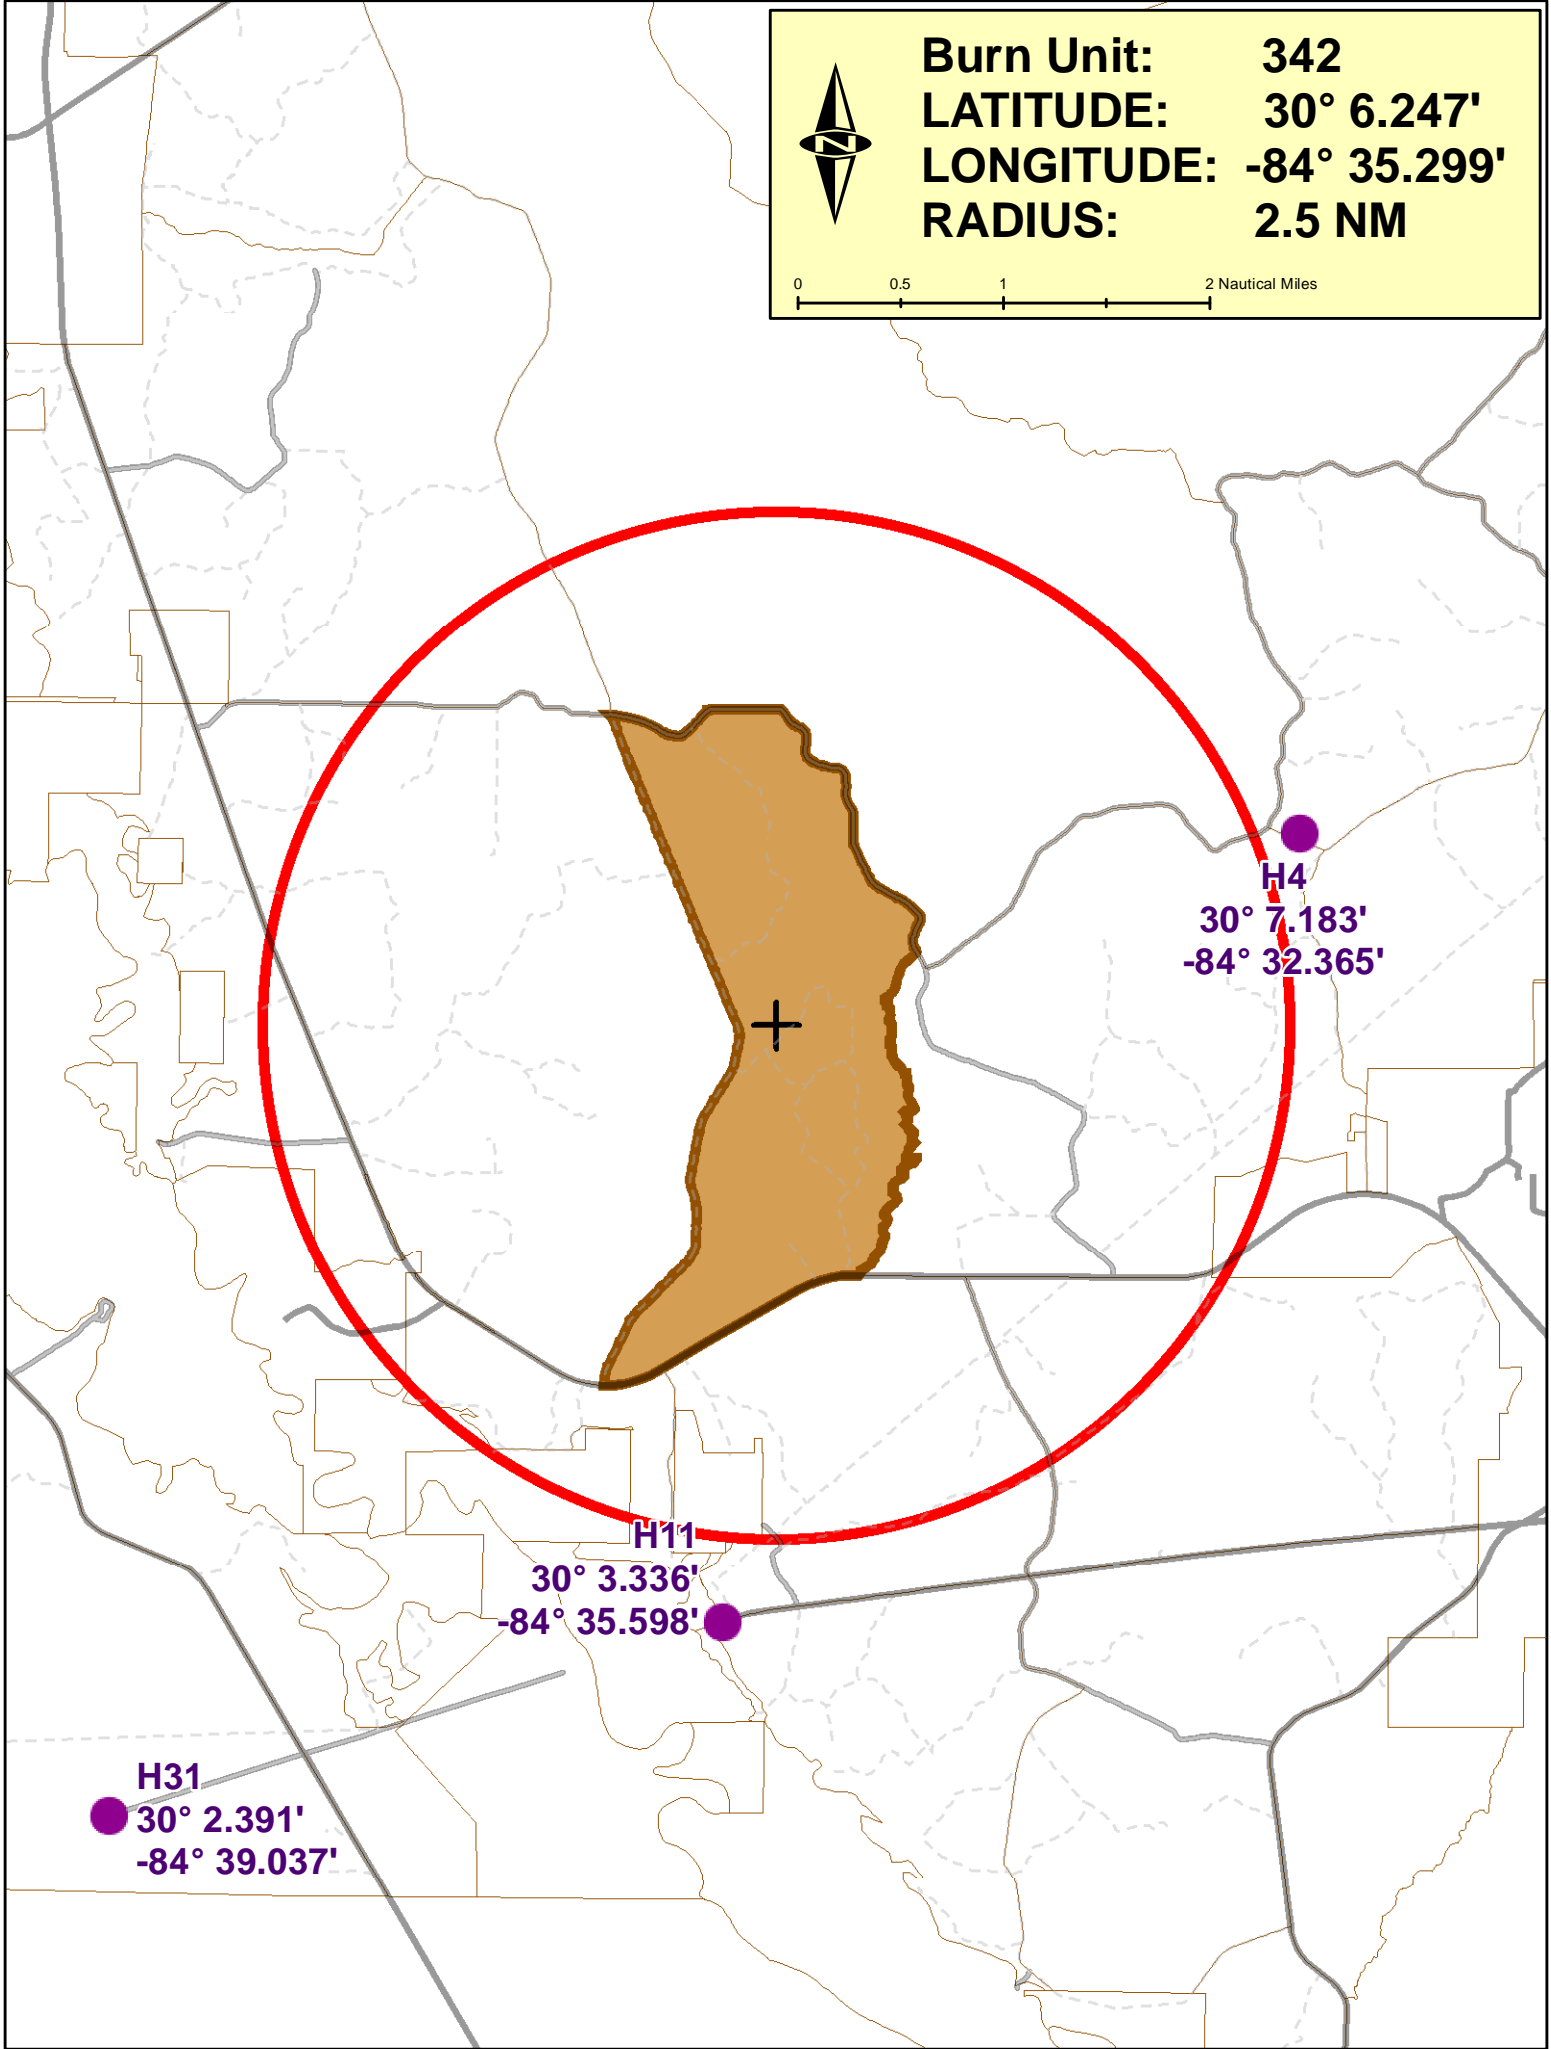 Burn Unit: 342
LATITUDE: 30° 6.247'
LONGITUDE: -84° 35.299'
RADIUS: 2.5 NM
N
0 0.5 1 2 Nautical Miles
H4
30° 7.183'
-84° 32.365'
H11
30° 3.336'
-84° 35.598'
H31
30° 2.391'
-84° 39.037'